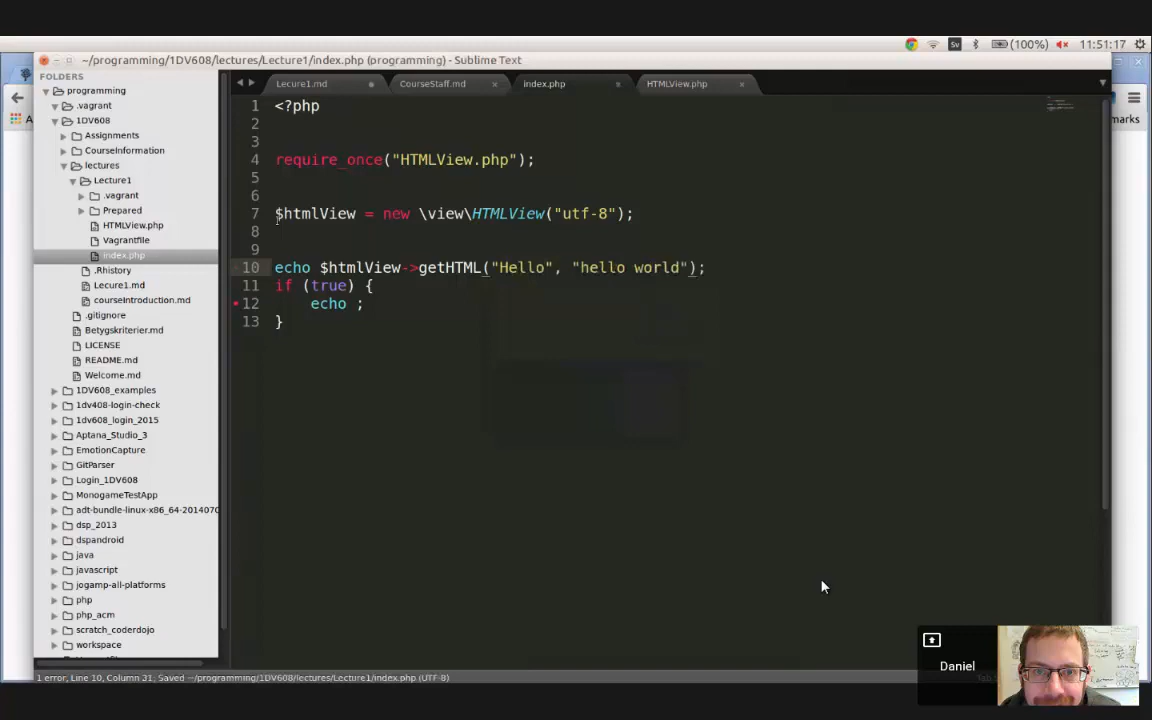 Sv (100%) 11:51:17
~/programming/1DV608/lectures/Lecture1/index.php (programming) - Sublime Text
FOLDERS
programming
.vagrant
1DV608
Assignments
CourseInformation
lectures
Lecture1
.vagrant
Prepared
HTMLView.php
Vagrantfile
index.php
.Rhistory
Lecure1.md
courseIntroduction.md
.gitignore
Betygskriterier.md
LICENSE
README.md
Welcome.md
1DV608_examples
1dv408-login-check
1dv608_login_2015
Aptana_Studio_3
EmotionCapture
GitParser
Login_1DV608
MonogameTestApp
adt-bundle-linux-x86_64-2014070
dsp_2013
dspandroid
java
javascript
jogamp-all-platforms
php
php_acm
scratch_coderdojo
workspace
Lecure1.md CourseStaff.md index.php HTMLView.php
1 <?php
2
3
4 require_once("HTMLView.php");
5
6
7 $htmlView = new \view\HTMLView("utf-8");
8
9
10 echo $htmlView->getHTML("Hello", "hello world");
11 if (true) {
12 echo ;
13 }
marks
Daniel
1 error, Line 10, Column 31; Saved ~/programming/1DV608/lectures/Lecture1/index.php (UTF-8)